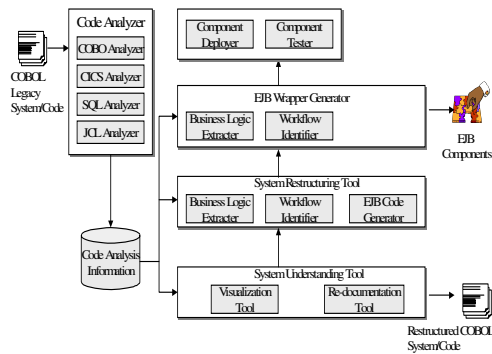 Code Analyzer
COBO Analyzer
CICS Analyzer
SQL Analyzer
JCL Analyzer
COBOL
Legacy
System/Code
Code Analysis
Information
Component
Deployer
Component
Tester
EJB Wrapper Generator
Business Logic
Extracter
Workflow
Identifier
EJB
Components
System Restructuring Tool
Business Logic
Extracter
Workflow
Identifier
EJB Code
Generator
System Understanding Tool
Visualization
Tool
Re-documentation
Tool
Restructured COBOL
System/Code